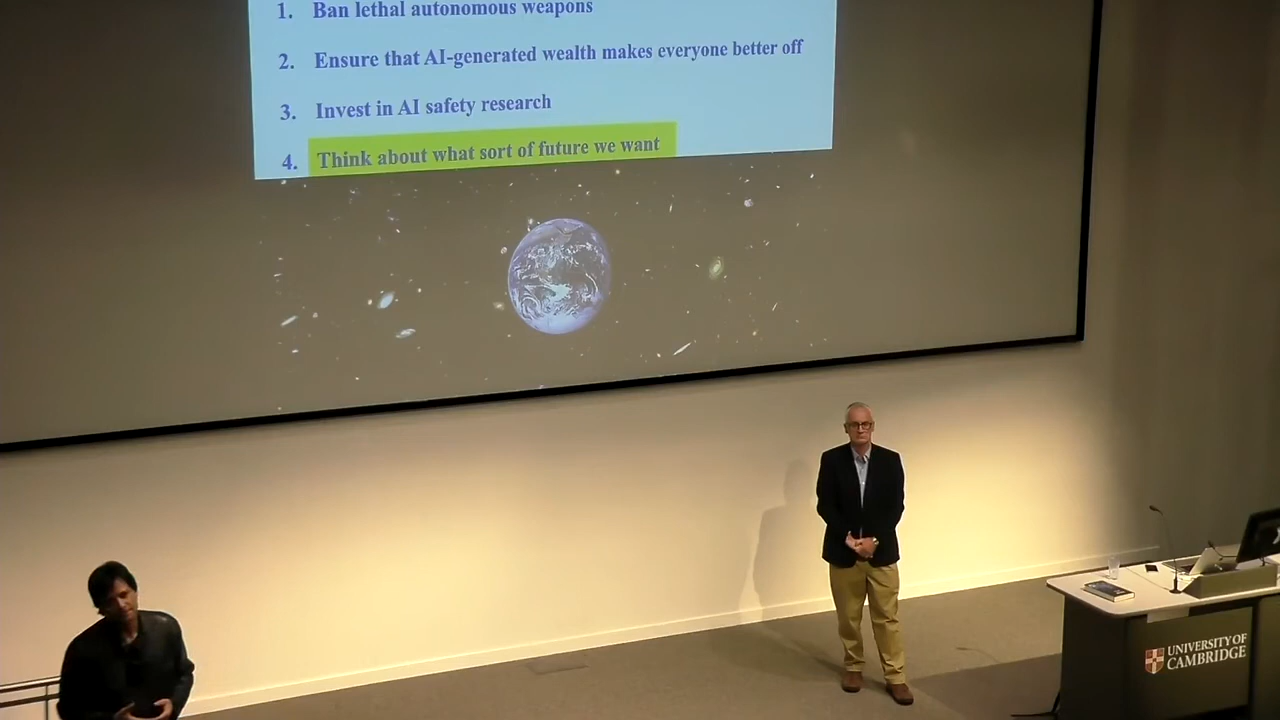 1. Ban lethal autonomous weapons
2. Ensure that AI-generated wealth makes everyone better off
3. Invest in AI safety research
4. Think about what sort of future we want
UNIVERSITY OF
CAMBRIDGE